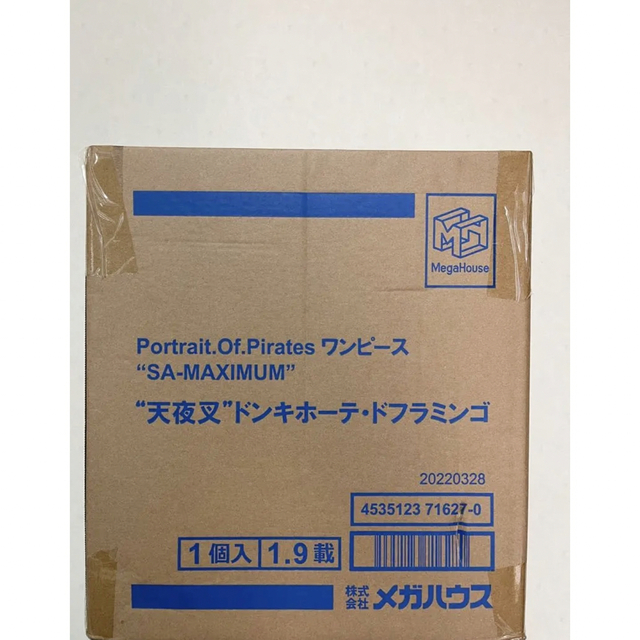 MegaHouse
Portrait.Of.Pirates ワンピース
“SA-MAXIMUM”
“天夜叉”ドンキホーテ・ドフラミンゴ
20220328
4535123 71627-0
1個入 1.9載
株式会社 メガハウス